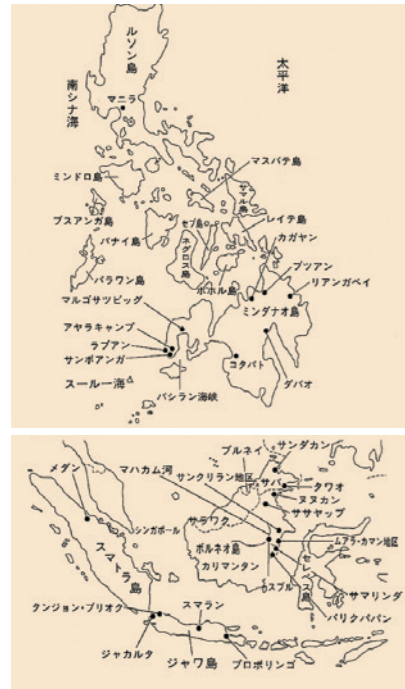 ルソン島
太平洋
南シナ海
マニラ
マスバテ島
ミンドロ島
サマル島
ブスアンガ島
セブ島
レイテ島
パナイ島
ネグロス島
カガヤン
ブツアン
パラワン島
ボホル島
リアンガベイ
マルゴサツビッグ
ミンダナオ島
アヤラキャンプ
ラブアン
サンボアンガ
コタバト
スールー海
バシラン海峡
ダバオ
ブルネイ
サンダカン
メダン
マハカム河
サンクリラン地区
サバ
タワオ
ヌヌカン
ササヤップ
シンガポール
サラワク
ムアラ・カマン地区
スマトラ島
ボルネオ島
カリマンタン
セレベス島
サマリンダ
タンジョン・プリオク
スマラン
バリクパパン
ジャカルタ
ジャワ島
プロボリンゴ